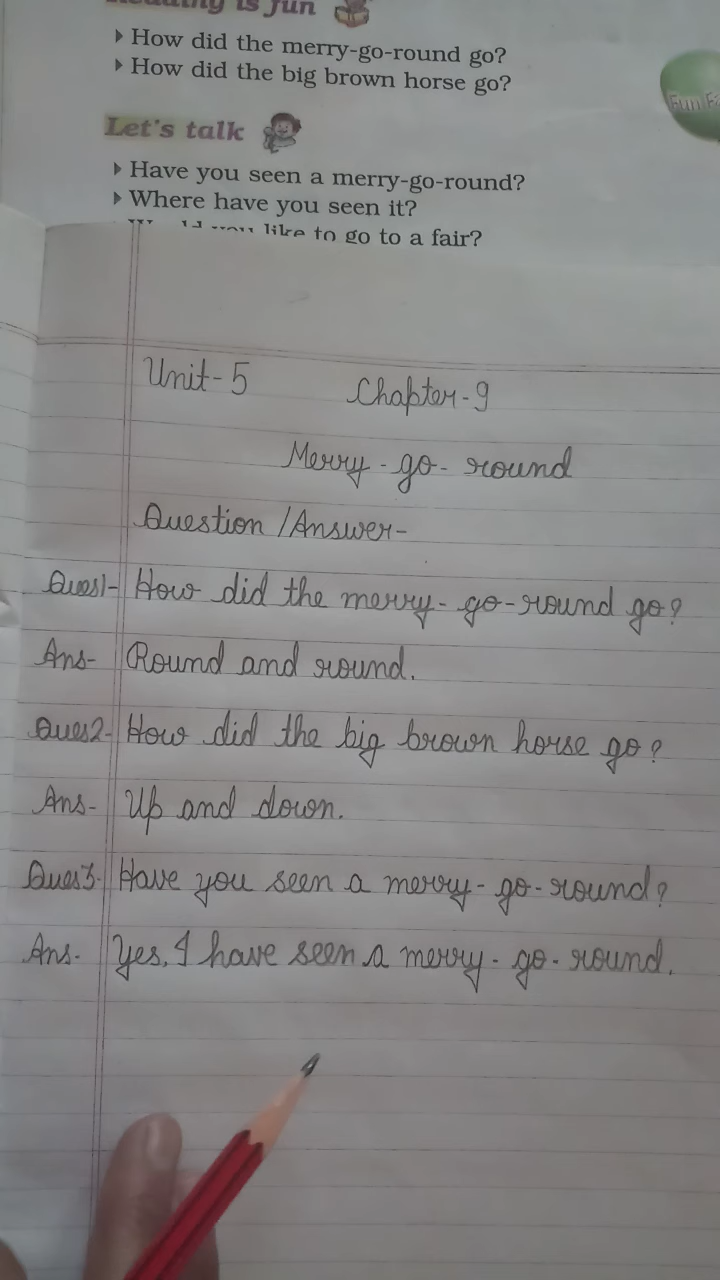 is fun
How did the merry-go-round go?
How did the big brown horse go?
Fun
Let's talk
Have you seen a merry-go-round?
Where have you seen it?
like to go to a fair?
Unit-5 Chapter-9
Merry-go-round
Question/Answer-
Ques1- How did the merry-go-round go?
Ans- Round and round.
Ques2- How did the big brown horse go?
Ans- Up and down.
Ques3- Have you seen a merry-go-round?
Ans- Yes, I have seen a merry-go-round.